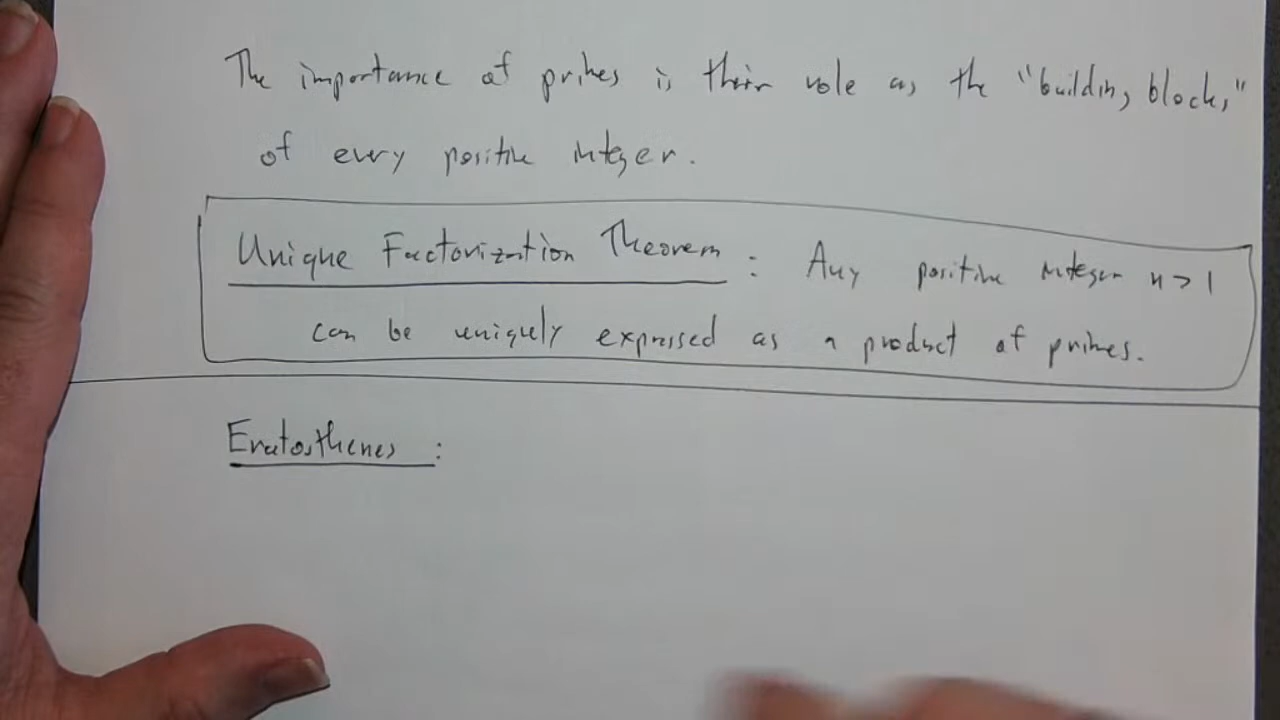 The importance of primes is their role as the "building blocks"
of every positive integer.
Unique Factorization Theorem : Any positive integer n > 1
can be uniquely expressed as a product of primes.
Eratosthenes :